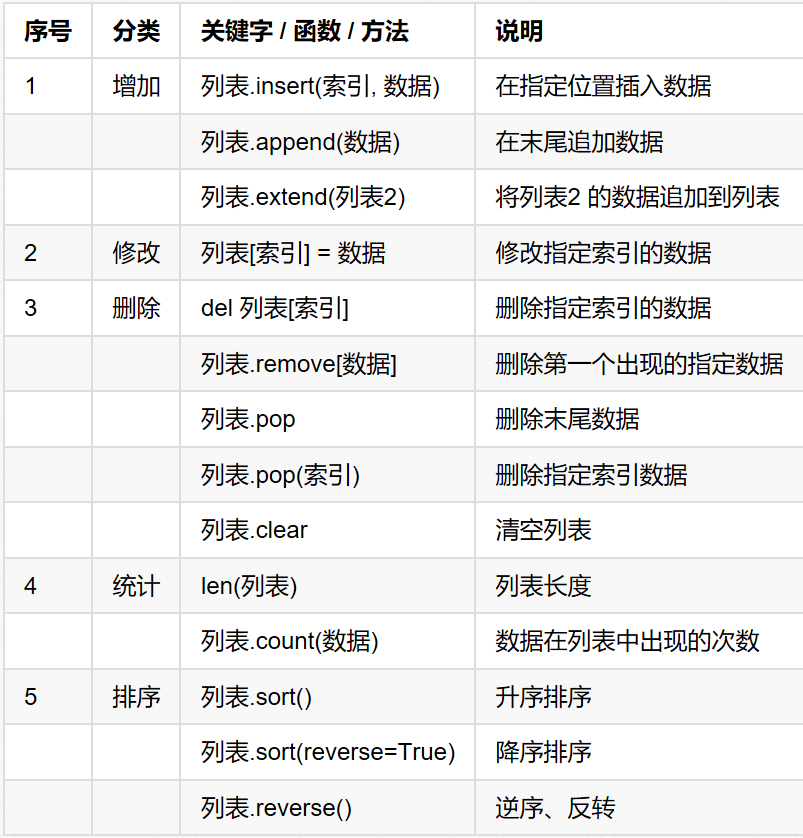 序号 分类 关键字 / 函数 / 方法 说明
1 增加 列表.insert(索引, 数据) 在指定位置插入数据
列表.append(数据) 在末尾追加数据
列表.extend(列表2) 将列表2 的数据追加到列表
2 修改 列表[索引] = 数据 修改指定索引的数据
3 删除 del 列表[索引] 删除指定索引的数据
列表.remove[数据] 删除第一个出现的指定数据
列表.pop 删除末尾数据
列表.pop(索引) 删除指定索引数据
列表.clear 清空列表
4 统计 len(列表) 列表长度
列表.count(数据) 数据在列表中出现的次数
5 排序 列表.sort() 升序排序
列表.sort(reverse=True) 降序排序
列表.reverse() 逆序、反转